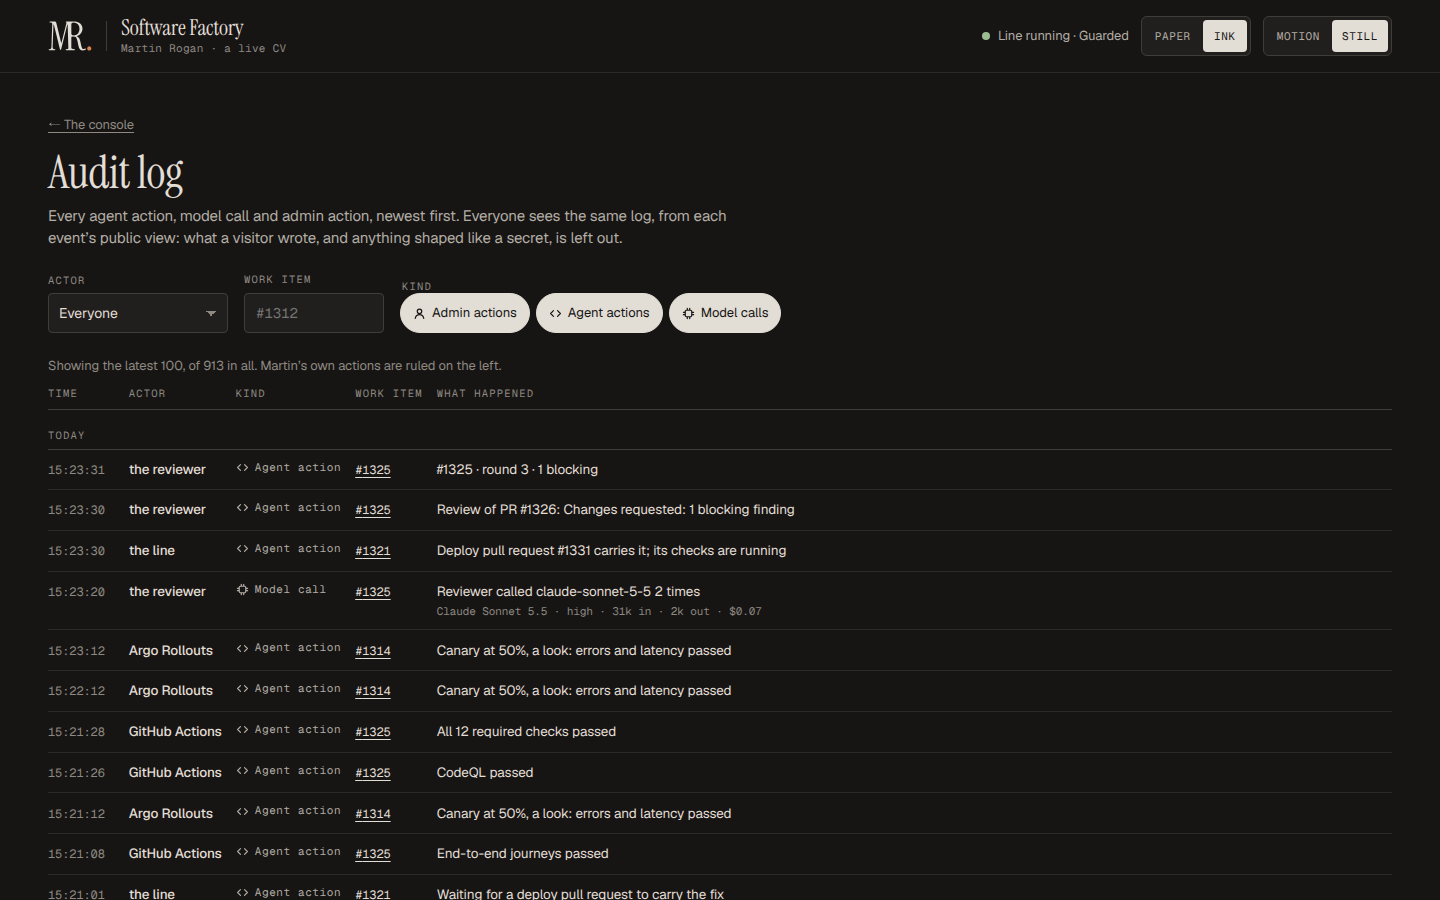 MR.
Software Factory
Martin Rogan · a live CV
Line running · Guarded
PAPER INK
MOTION STILL
← The console
Audit log
Every agent action, model call and admin action, newest first. Everyone sees the same log, from each
event’s public view: what a visitor wrote, and anything shaped like a secret, is left out.
ACTOR WORK ITEM KIND
Everyone #1312 Admin actions Agent actions Model calls
Showing the latest 100, of 913 in all. Martin’s own actions are ruled on the left.
TIME ACTOR KIND WORK ITEM WHAT HAPPENED
TODAY
15:23:31 the reviewer Agent action #1325 #1325 · round 3 · 1 blocking
15:23:30 the reviewer Agent action #1325 Review of PR #1326: Changes requested: 1 blocking finding
15:23:30 the line Agent action #1321 Deploy pull request #1331 carries it; its checks are running
15:23:20 the reviewer Model call #1325 Reviewer called claude-sonnet-5-5 2 times
Claude Sonnet 5.5 · high · 31k in · 2k out · $0.07
15:23:12 Argo Rollouts Agent action #1314 Canary at 50%, a look: errors and latency passed
15:22:12 Argo Rollouts Agent action #1314 Canary at 50%, a look: errors and latency passed
15:21:28 GitHub Actions Agent action #1325 All 12 required checks passed
15:21:26 GitHub Actions Agent action #1325 CodeQL passed
15:21:12 Argo Rollouts Agent action #1314 Canary at 50%, a look: errors and latency passed
15:21:08 GitHub Actions Agent action #1325 End-to-end journeys passed
15:21:01 the line Agent action #1321 Waiting for a deploy pull request to carry the fix